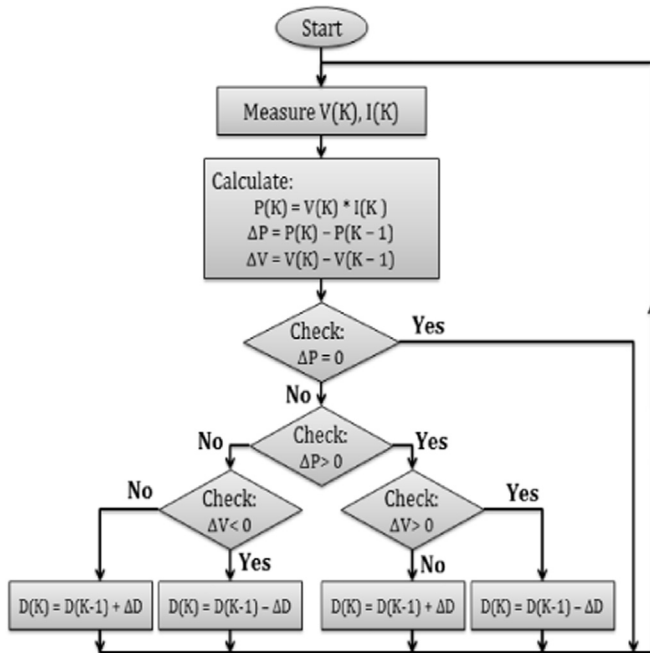 Start
Measure V(K), I(K)
Calculate:
P(K) = V(K) * I(K )
ΔP = P(K) – P(K – 1)
ΔV = V(K) – V(K – 1)
Check:
ΔP = 0
Yes
No
Check:
ΔP> 0
No
Yes
Check:
ΔV< 0
No
Yes
Check:
ΔV> 0
Yes
No
D(K) = D(K-1) + ΔD
D(K) = D(K-1) – ΔD
D(K) = D(K-1) + ΔD
D(K) = D(K-1) – ΔD